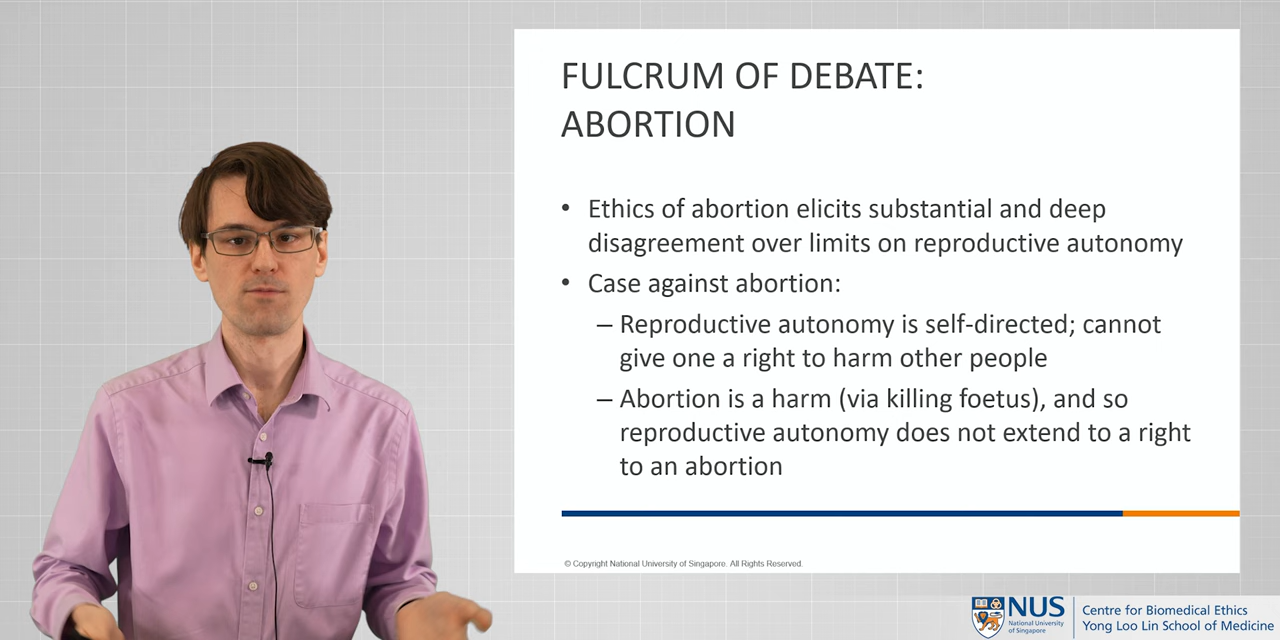 FULCRUM OF DEBATE:
ABORTION
• Ethics of abortion elicits substantial and deep
disagreement over limits on reproductive autonomy
• Case against abortion:
– Reproductive autonomy is self-directed; cannot
give one a right to harm other people
– Abortion is a harm (via killing foetus), and so
reproductive autonomy does not extend to a right
to an abortion
© Copyright National University of Singapore. All Rights Reserved.
NUS
National University
of Singapore
Centre for Biomedical Ethics
Yong Loo Lin School of Medicine